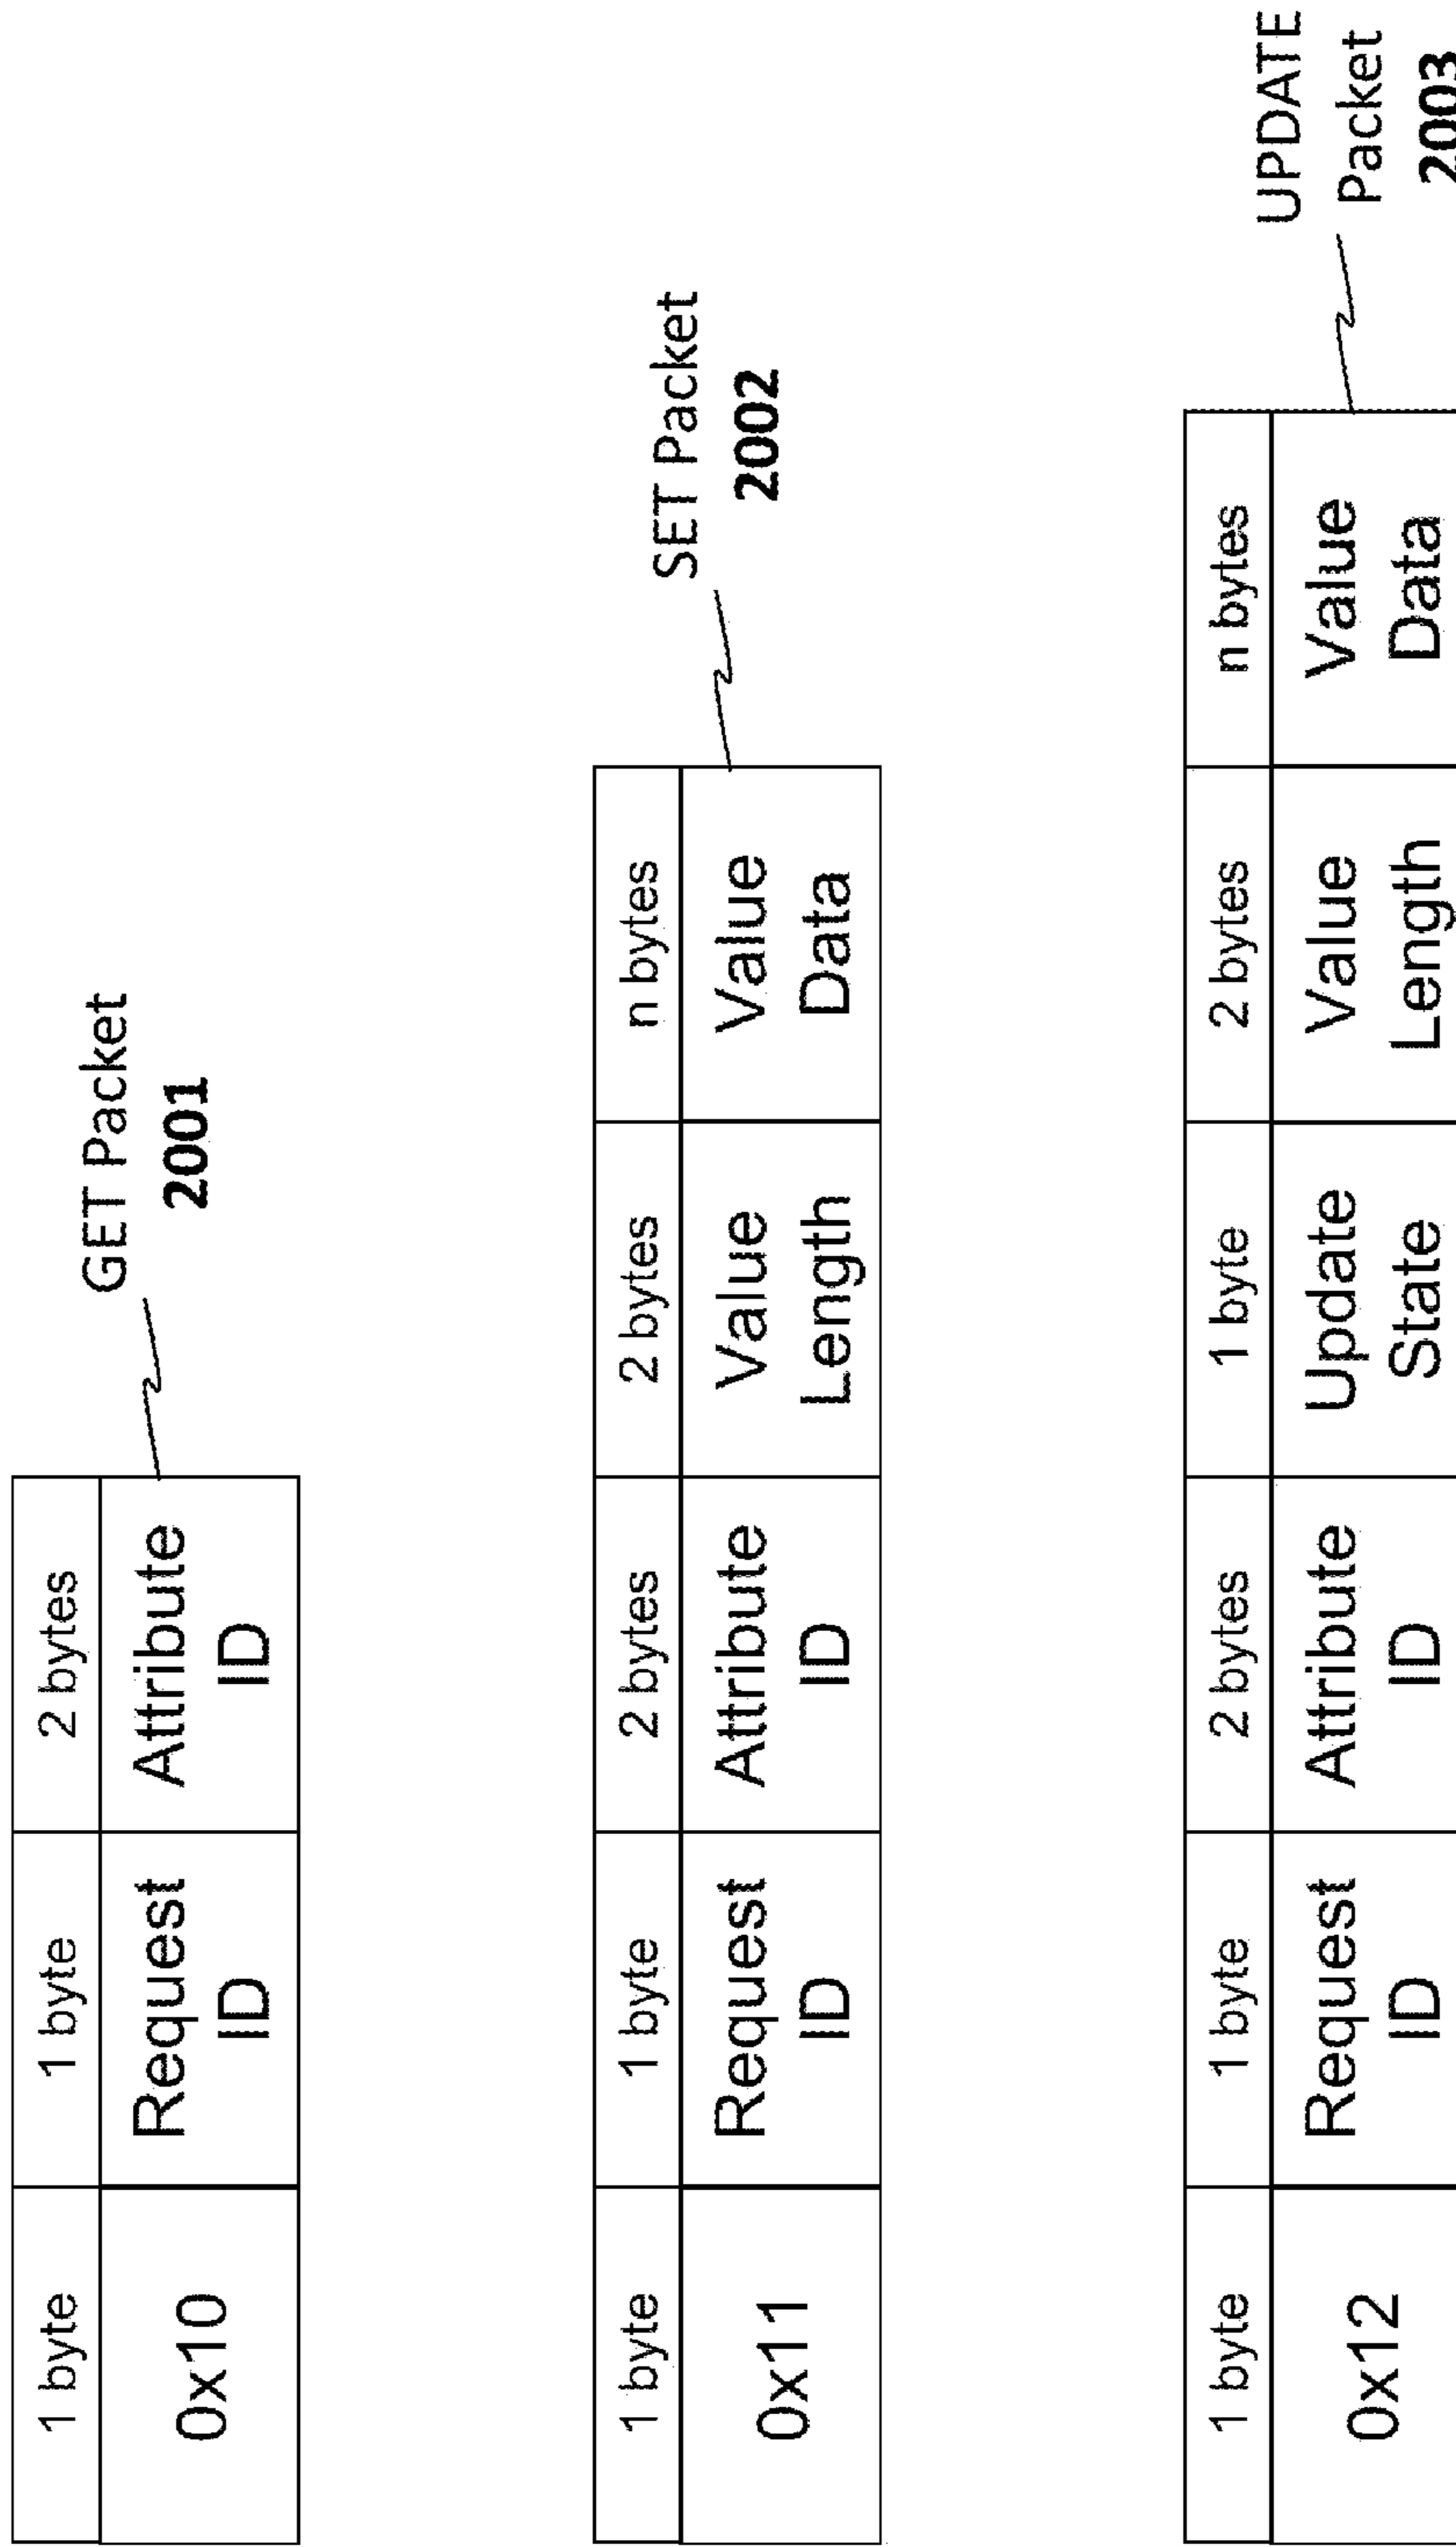 GET Packet
2001
1 byte 1 byte 2 bytes
0x10 Request ID Attribute ID
SET Packet
2002
1 byte 1 byte 2 bytes 2 bytes n bytes
0x11 Request ID Attribute ID Value Length Value Data
UPDATE
Packet
2003
1 byte 1 byte 2 bytes 1 byte 2 bytes n bytes
0x12 Request ID Attribute ID Update State Value Length Value Data